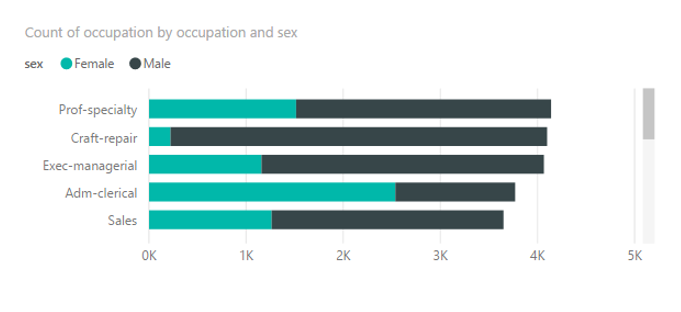 Count of occupation by occupation and sex
sex Female Male
Prof-specialty
Craft-repair
Exec-managerial
Adm-clerical
Sales
0K 1K 2K 3K 4K 5K